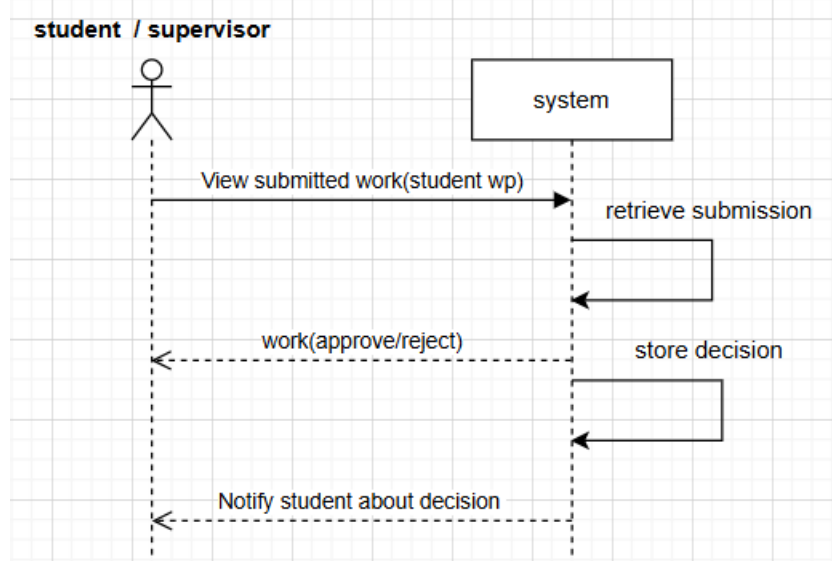 student / supervisor
system
View submitted work(student wp)
retrieve submission
work(approve/reject)
store decision
Notify student about decision